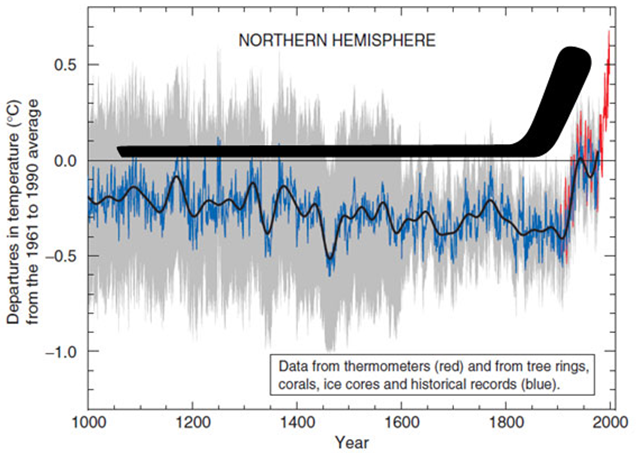 NORTHERN HEMISPHERE
Departures in temperature (°C)
from the 1961 to 1990 average
0.5
0.0
−0.5
−1.0
Data from thermometers (red) and from tree rings,
corals, ice cores and historical records (blue).
1000 1200 1400 1600 1800 2000
Year